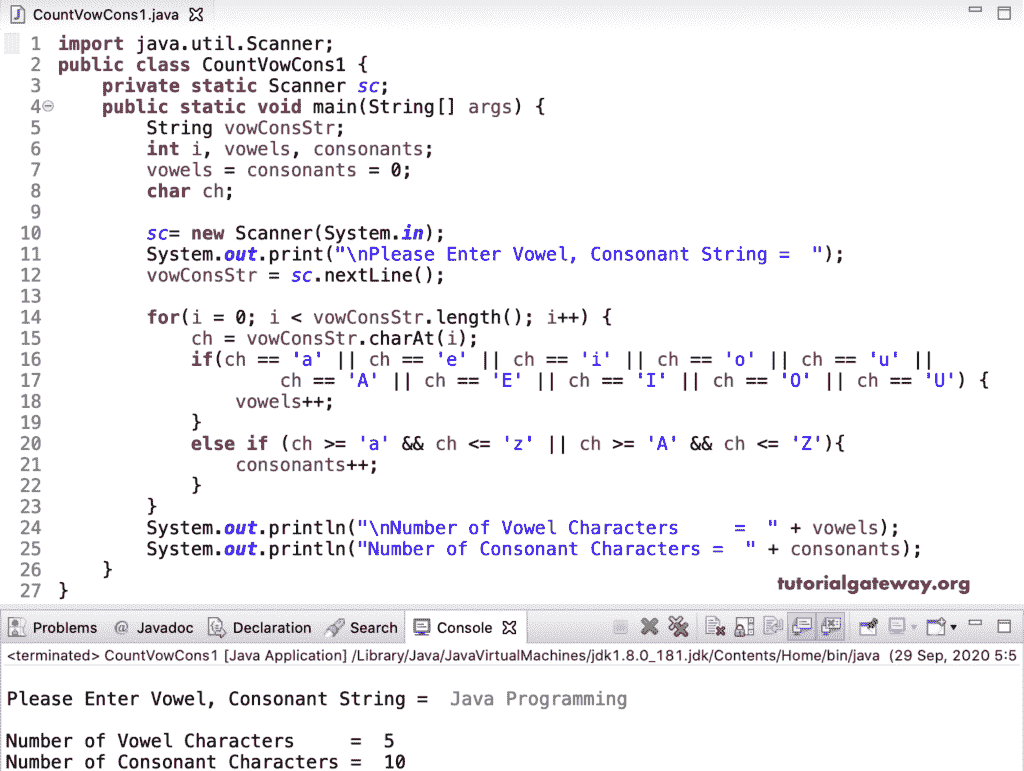 CountVowCons1.java
1 import java.util.Scanner;
2 public class CountVowCons1 {
3     private static Scanner sc;
4     public static void main(String[] args) {
5         String vowConsStr;
6         int i, vowels, consonants;
7         vowels = consonants = 0;
8         char ch;
9
10         sc= new Scanner(System.in);
11         System.out.print("\nPlease Enter Vowel, Consonant String =  ");
12         vowConsStr = sc.nextLine();
13
14         for(i = 0; i < vowConsStr.length(); i++) {
15             ch = vowConsStr.charAt(i);
16             if(ch == 'a' || ch == 'e' || ch == 'i' || ch == 'o' || ch == 'u' ||
17                     ch == 'A' || ch == 'E' || ch == 'I' || ch == 'O' || ch == 'U') {
18                 vowels++;
19             }
20             else if (ch >= 'a' && ch <= 'z' || ch >= 'A' && ch <= 'Z'){
21                 consonants++;
22             }
23         }
24         System.out.println("\nNumber of Vowel Characters     =  " + vowels);
25         System.out.println("Number of Consonant Characters =  " + consonants);
26     }
27 }
tutorialgateway.org
Problems @ Javadoc Declaration Search Console
<terminated> CountVowCons1 [Java Application] /Library/Java/JavaVirtualMachines/jdk1.8.0_181.jdk/Contents/Home/bin/java (29 Sep, 2020 5:5
Please Enter Vowel, Consonant String =  Java Programming
Number of Vowel Characters     =  5
Number of Consonant Characters =  10